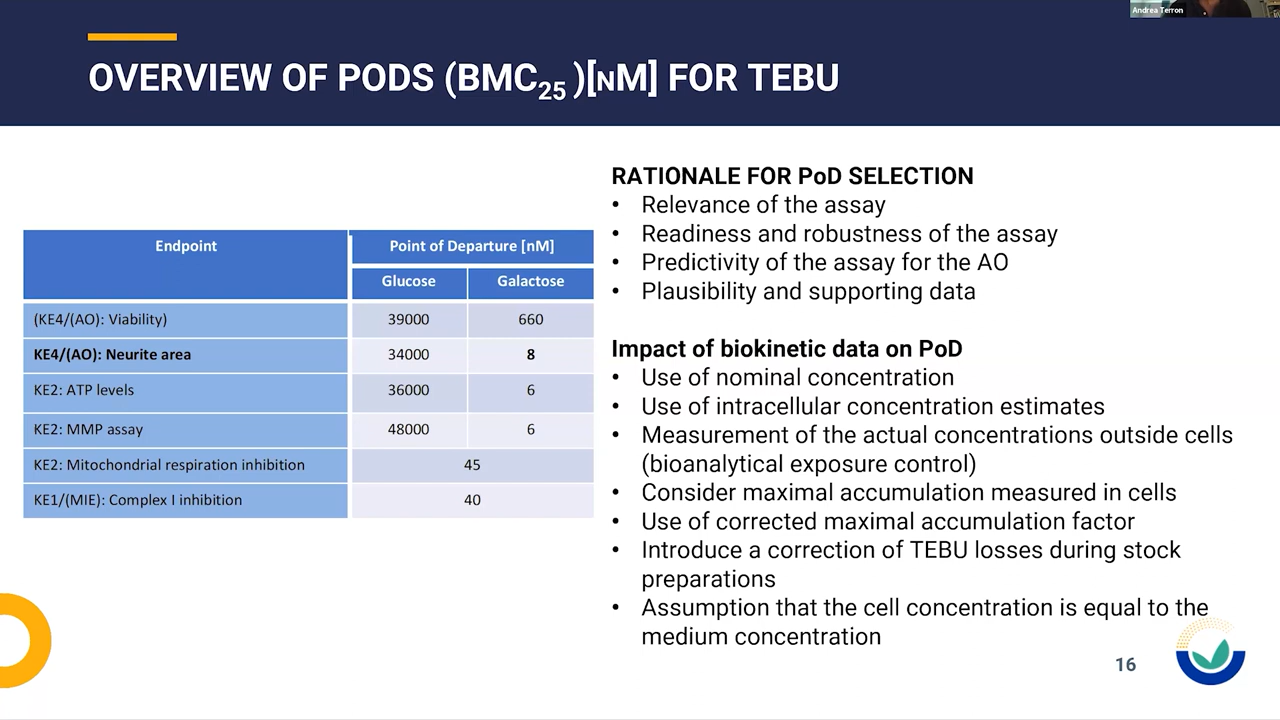 Andrea Terron
OVERVIEW OF PODS (BMC25 )[NM] FOR TEBU
Endpoint
Point of Departure [nM]
Glucose
Galactose
(KE4/(AO): Viability)
39000
660
KE4/(AO): Neurite area
34000
8
KE2: ATP levels
36000
6
KE2: MMP assay
48000
6
KE2: Mitochondrial respiration inhibition
45
KE1/(MIE): Complex I inhibition
40
RATIONALE FOR PoD SELECTION
• Relevance of the assay
• Readiness and robustness of the assay
• Predictivity of the assay for the AO
• Plausibility and supporting data
Impact of biokinetic data on PoD
• Use of nominal concentration
• Use of intracellular concentration estimates
• Measurement of the actual concentrations outside cells
(bioanalytical exposure control)
• Consider maximal accumulation measured in cells
• Use of corrected maximal accumulation factor
• Introduce a correction of TEBU losses during stock
preparations
• Assumption that the cell concentration is equal to the
medium concentration
16